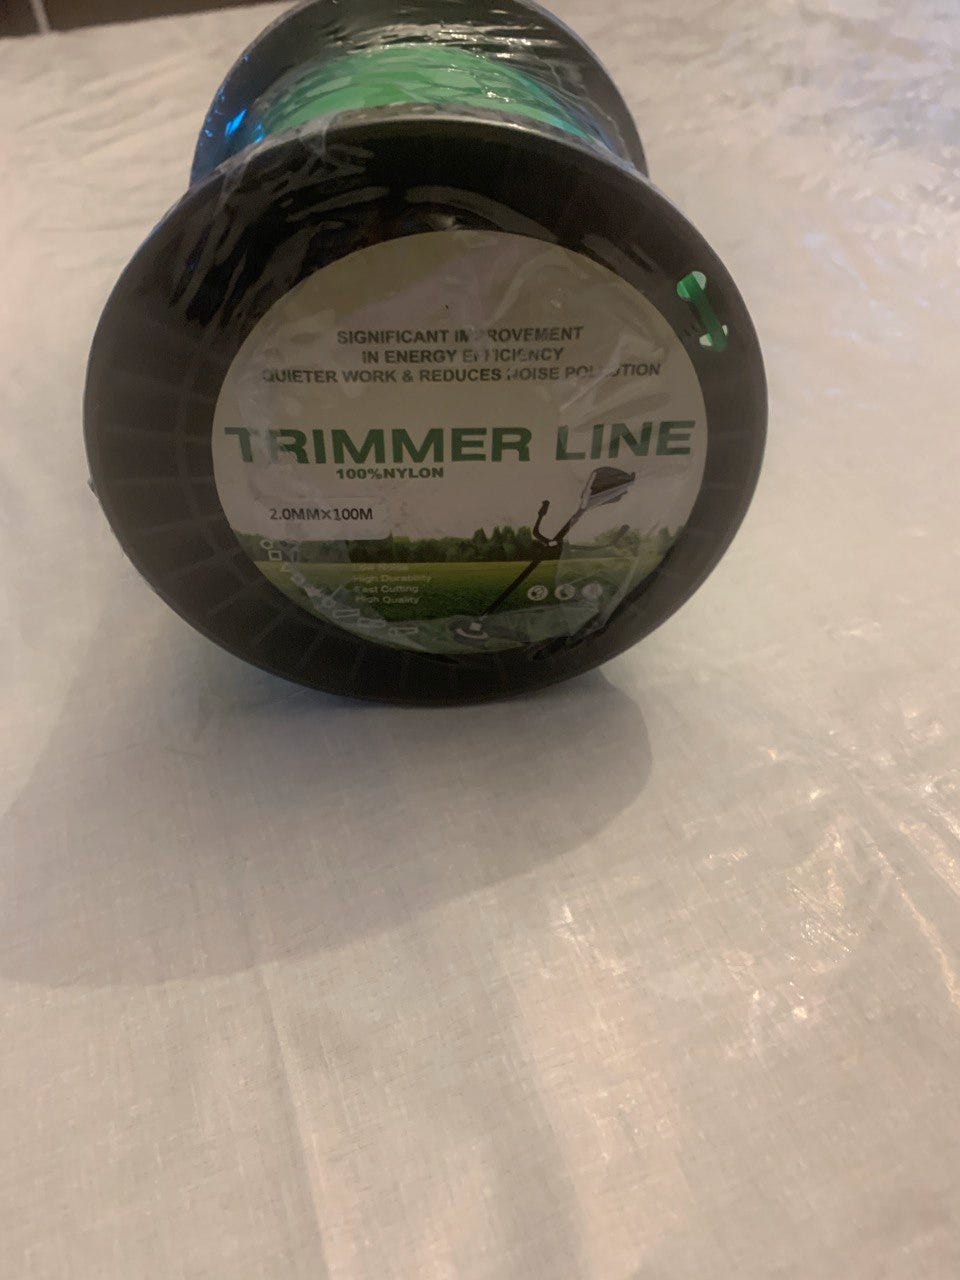 SIGNIFICANT IMPROVEMENT
IN ENERGY EFFICIENCY
QUIETER WORK & REDUCES NOISE POLLUTION
TRIMMER LINE
100%NYLON
2.0MM×100M
High Durability
Fast Cutting
High Quality